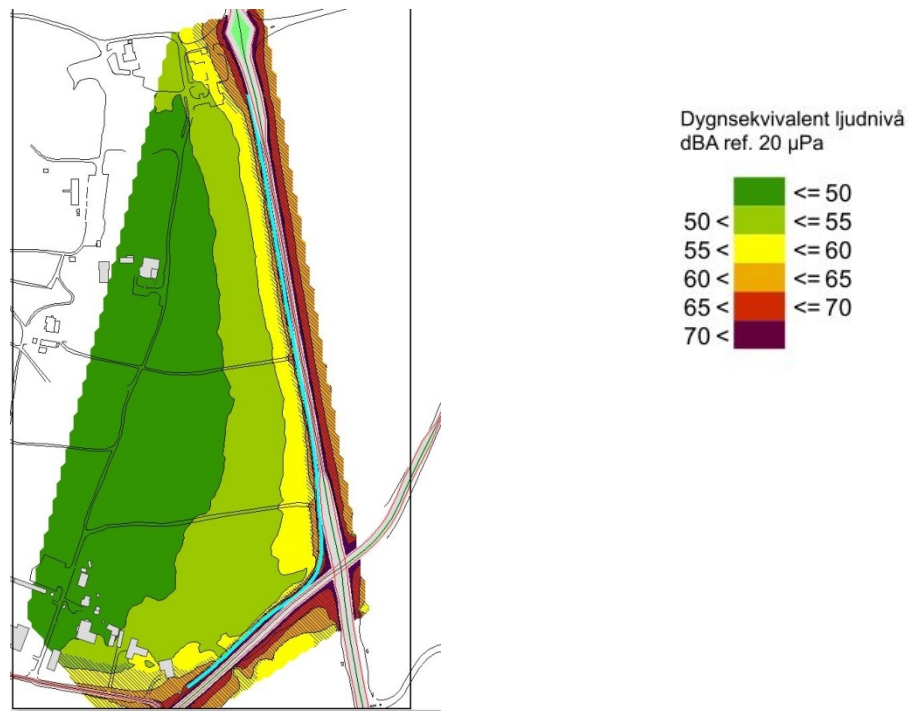 Dygnsekvivalent ljudnivå
dBA ref. 20 µPa
<= 50
50 < <= 55
55 < <= 60
60 < <= 65
65 < <= 70
70 <